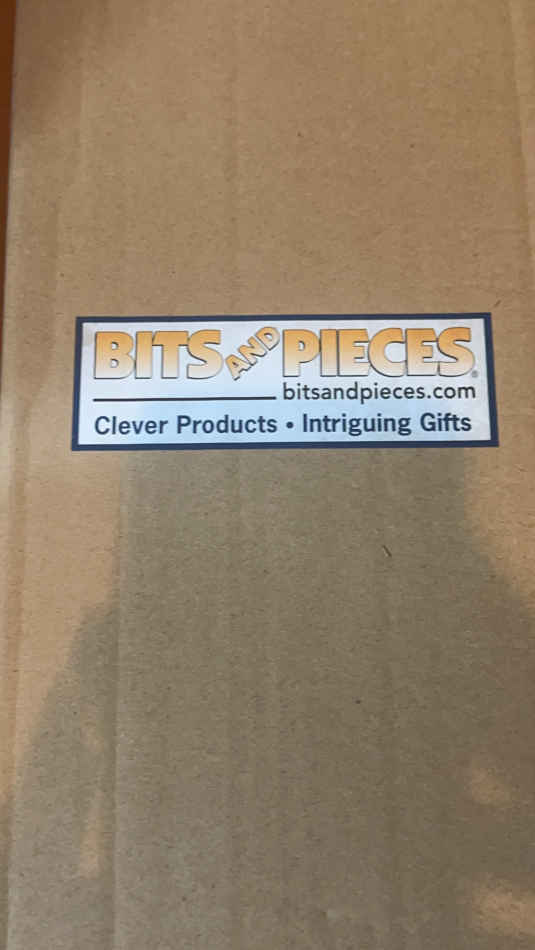 BITS AND PIECES®
bitsandpieces.com
Clever Products • Intriguing Gifts